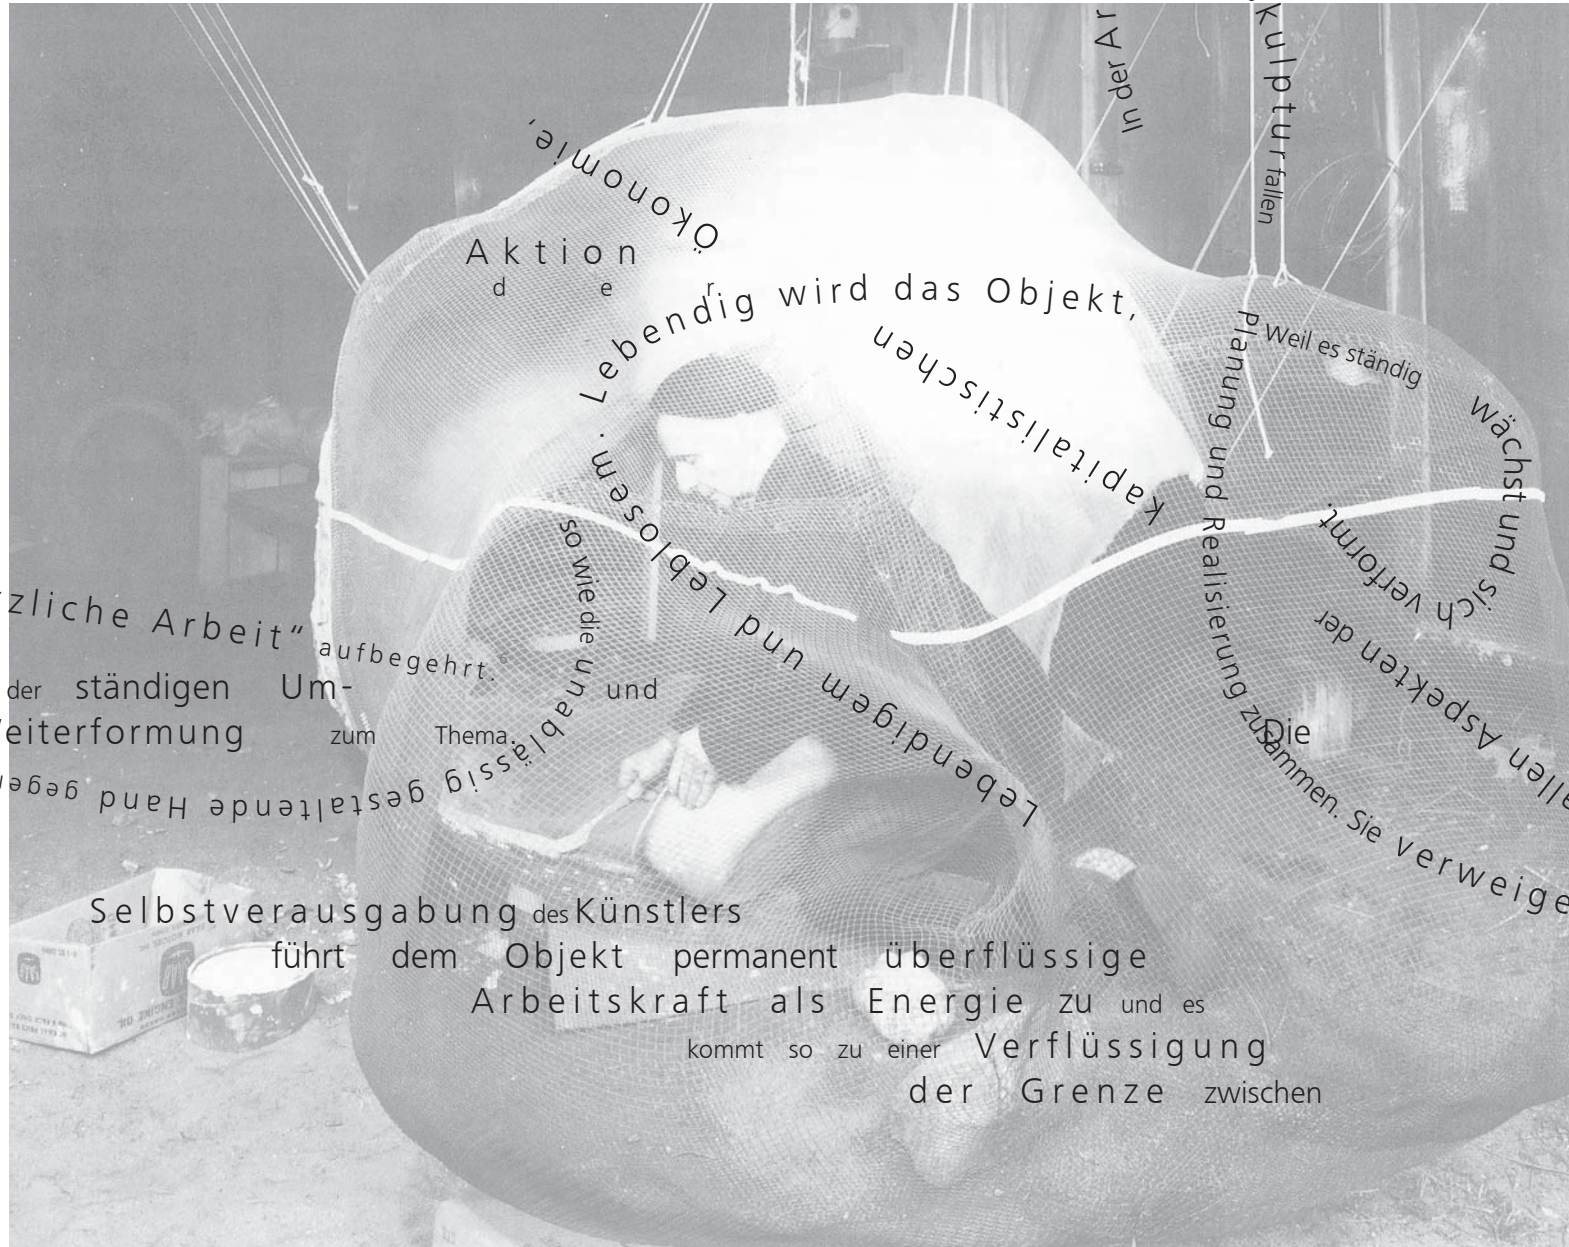 In der Ar
kulptur fallen
Planung und Realisierung zusammen. Sie verweige
allen Aspekten der
kapitalistischen
Ökonomie,
so wie die unablässig gestaltende Hand gegen
zliche Arbeit“ aufbegehrt.
Aktion
d e r
der ständigen Um- und
eiterformung zum Thema.
Die
Selbstverausgabung des Künstlers
führt dem Objekt permanent überflüssige
Arbeitskraft als Energie zu und es
kommt so zu einer Verflüssigung
der Grenze zwischen
Lebendigem und Leblosem. Lebendig wird das Objekt,
Weil es ständig
wächst und sich verformt.
ENGINE OIL